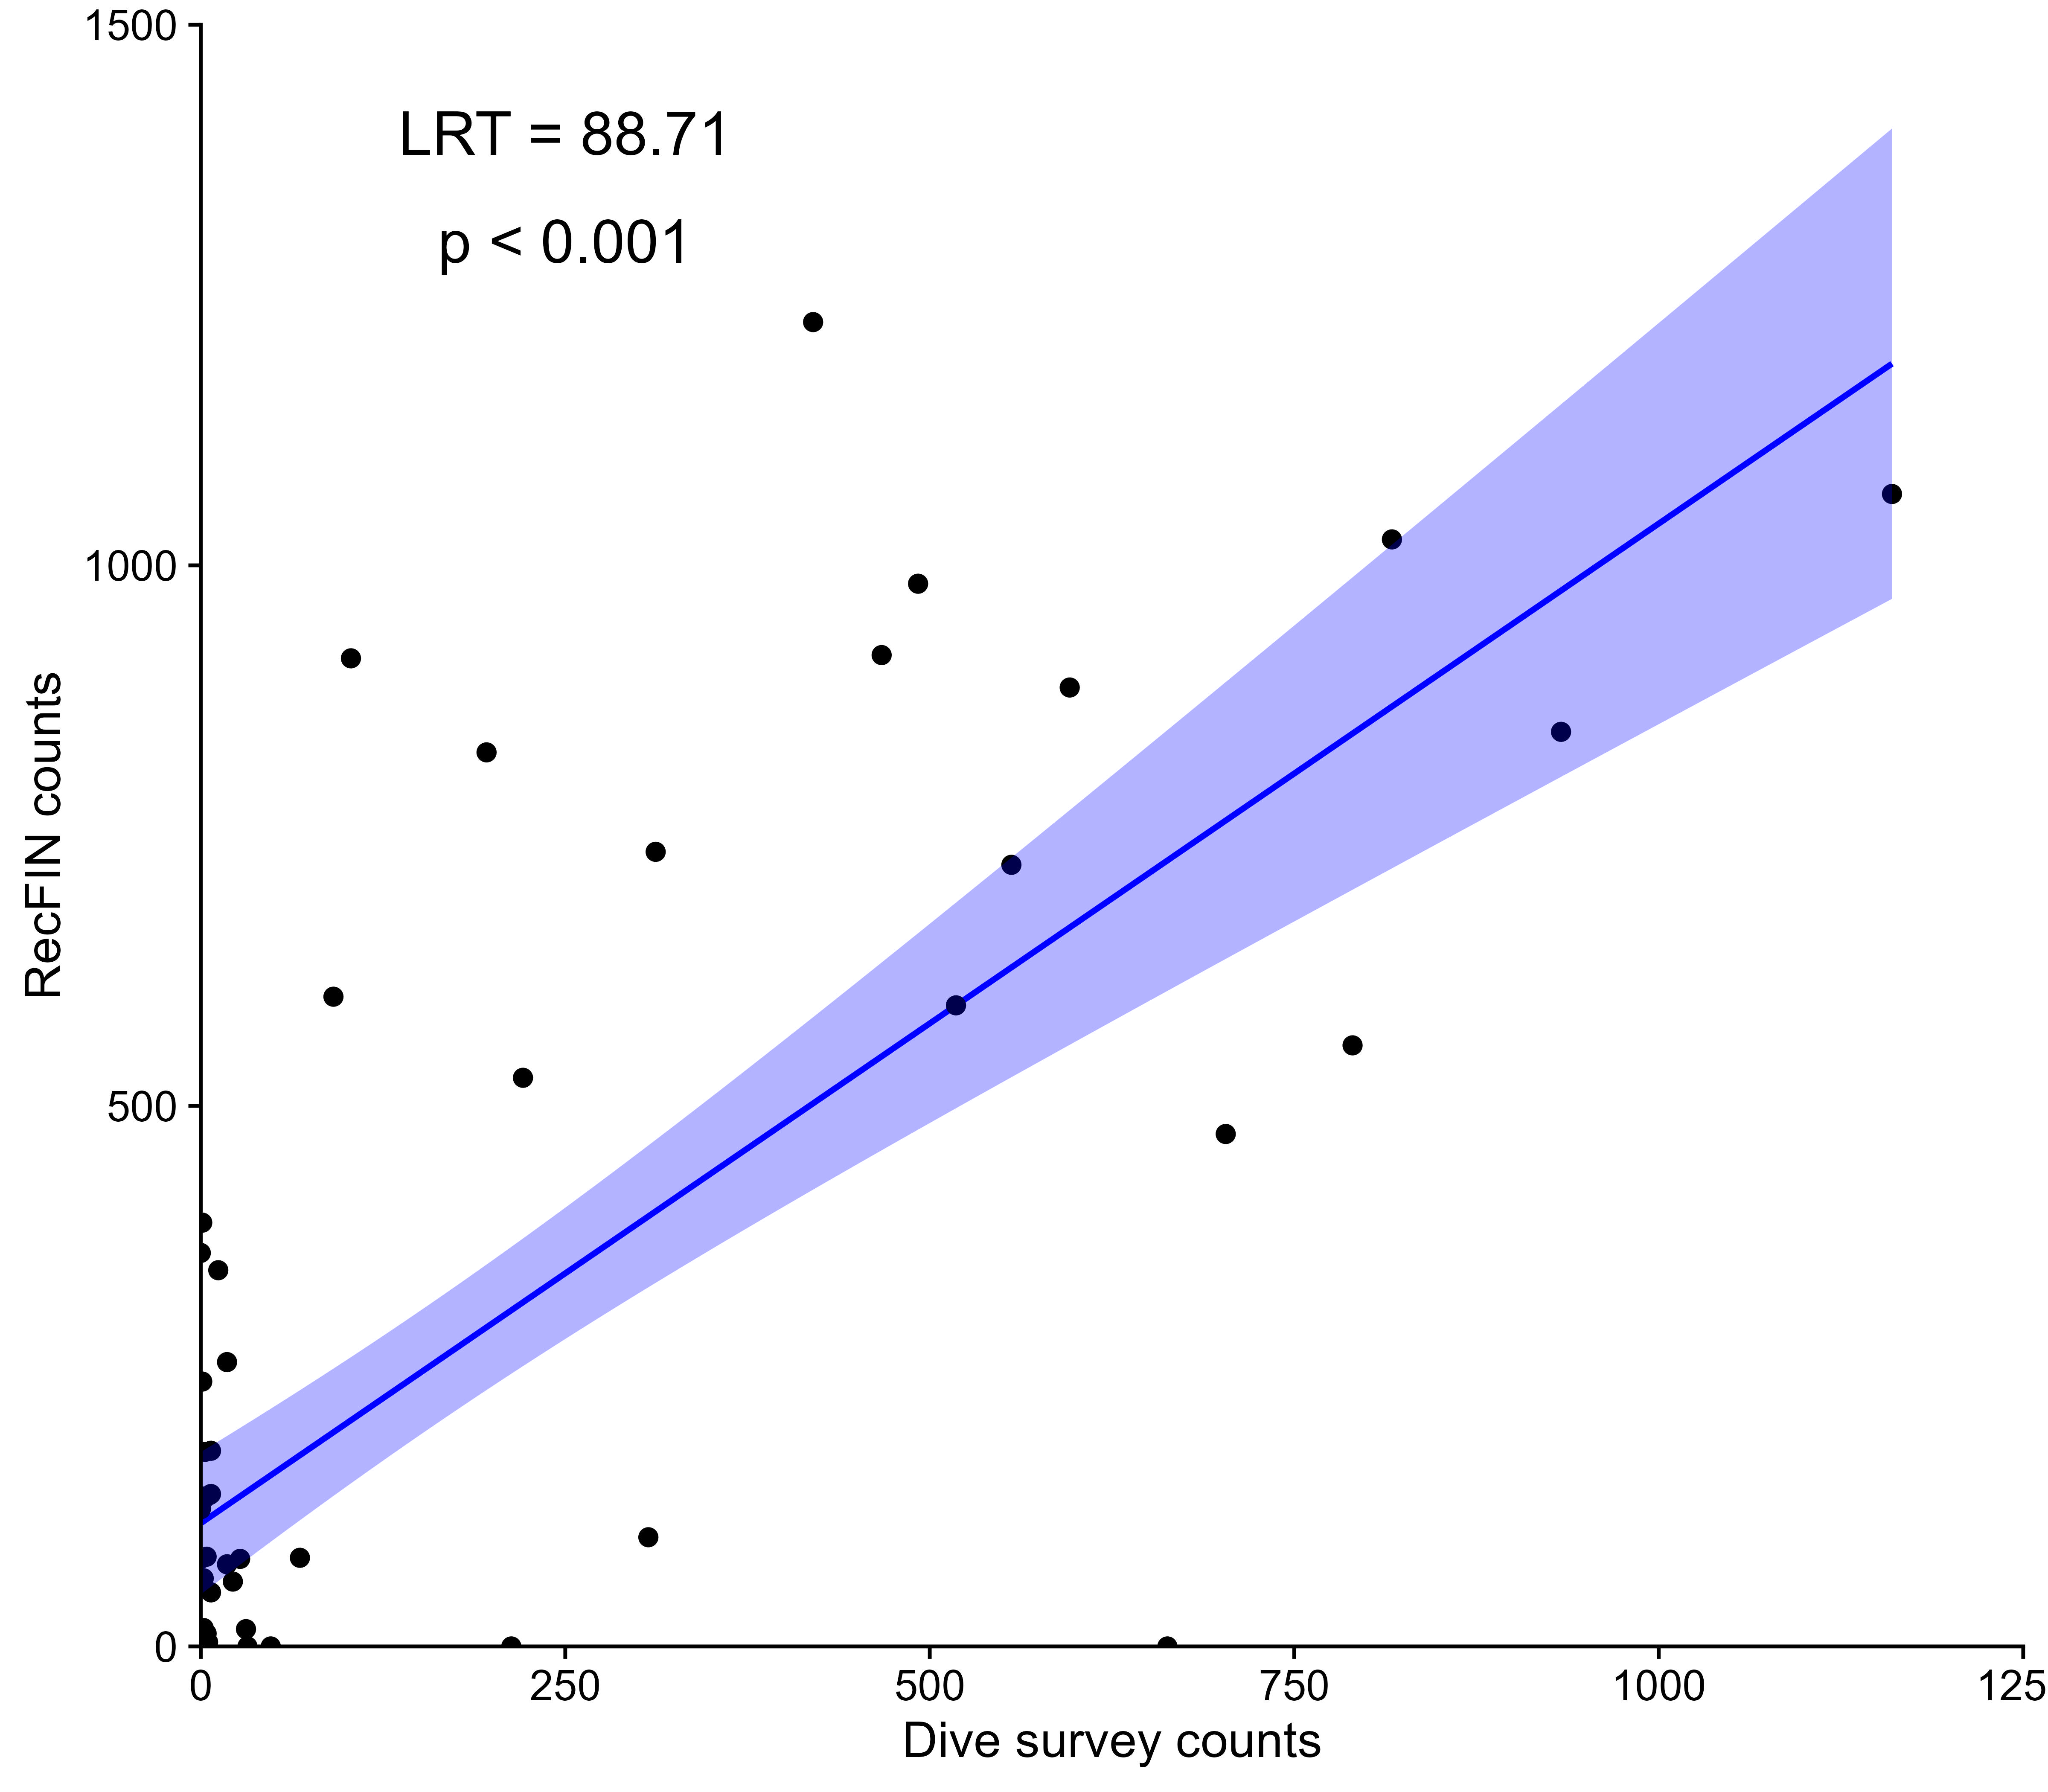 1500
LRT = 88.71
p < 0.001
1000
RecFIN counts
500
0
0 250 500 750 1000 125
Dive survey counts